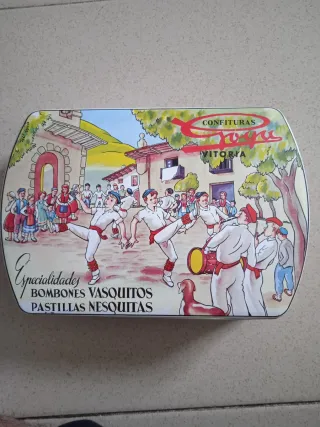 CONFITURAS
Goya
VITORIA
Especialidades
BOMBONES VASQUITOS
PASTILLAS NESQUITAS